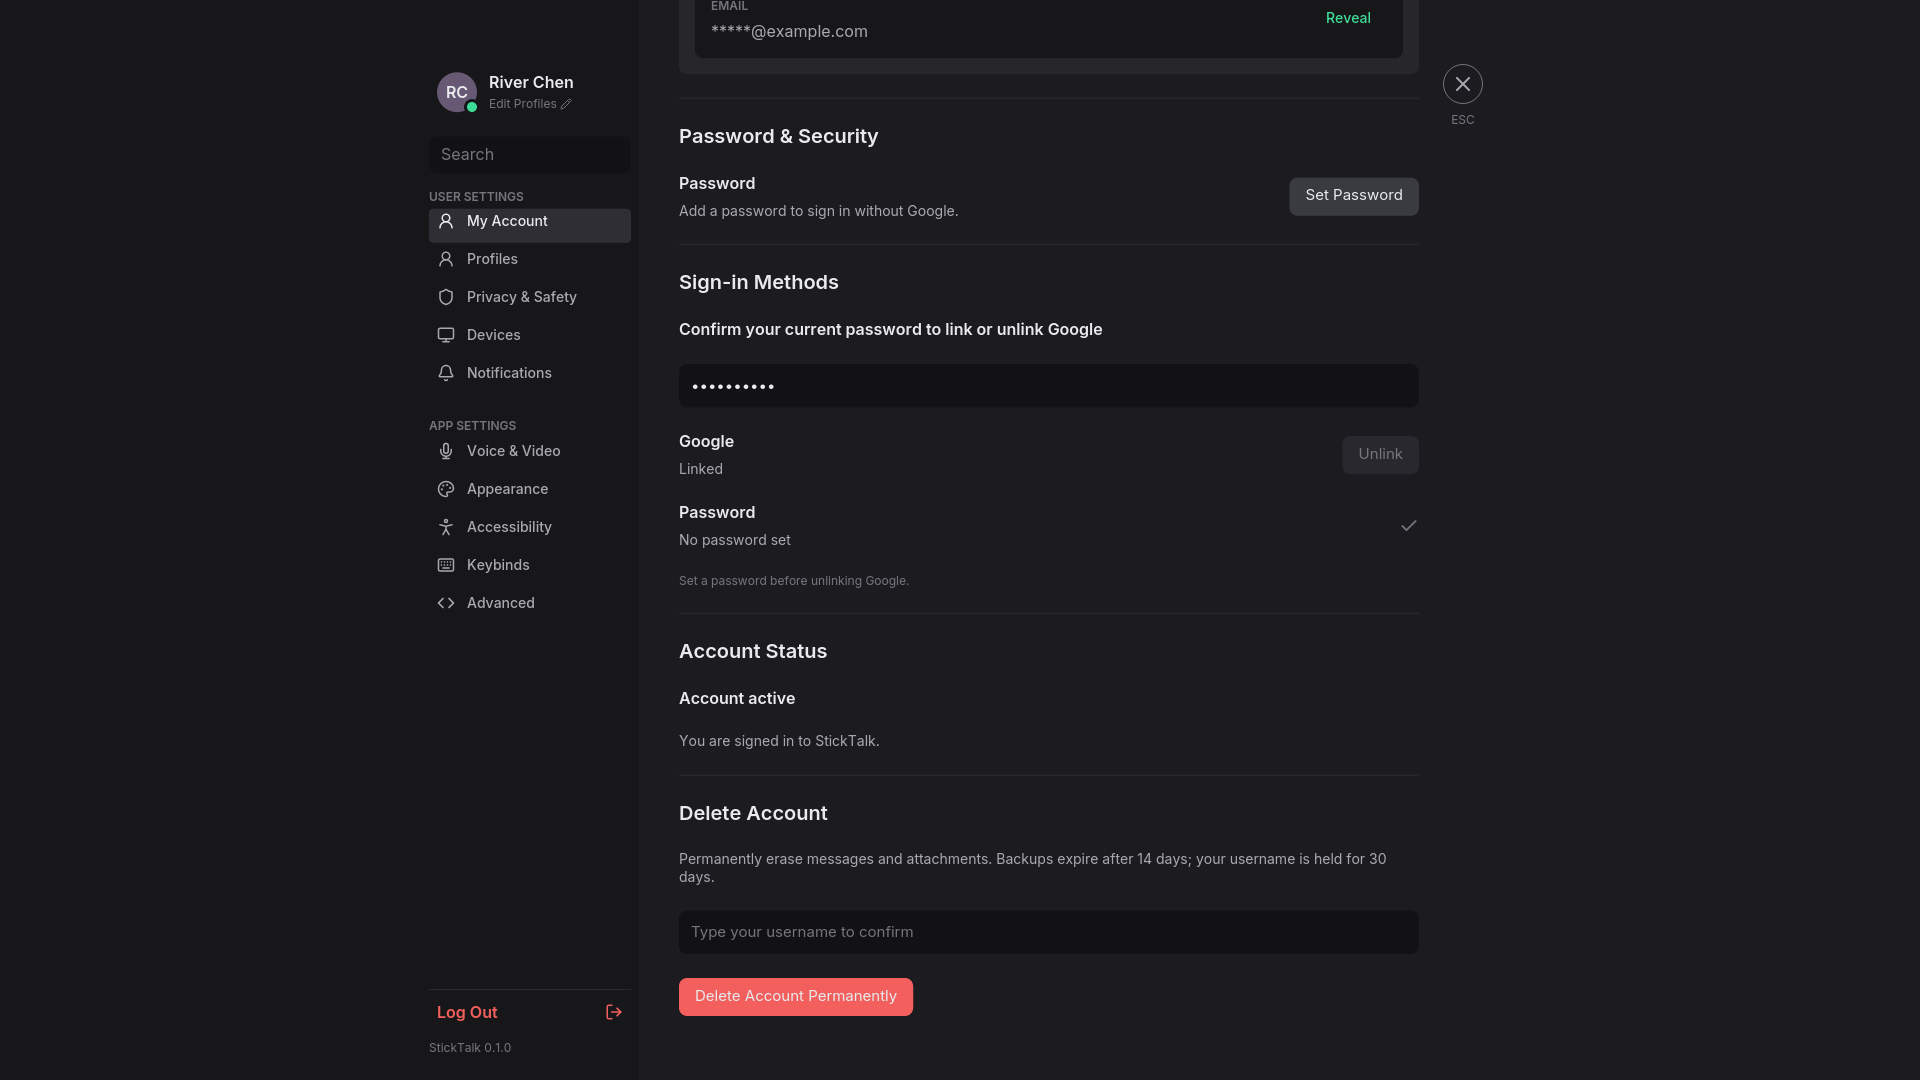 River Chen
Edit Profiles
RC
Search
USER SETTINGS
My Account
Profiles
Privacy & Safety
Devices
Notifications
APP SETTINGS
Voice & Video
Appearance
Accessibility
Keybinds
Advanced
Log Out
StickTalk 0.1.0
EMAIL
*****@example.com
Reveal
ESC
Password & Security
Password
Add a password to sign in without Google.
Set Password
Sign-in Methods
Confirm your current password to link or unlink Google
••••••••••
Google
Linked
Unlink
Password
No password set
Set a password before unlinking Google.
Account Status
Account active
You are signed in to StickTalk.
Delete Account
Permanently erase messages and attachments. Backups expire after 14 days; your username is held for 30
days.
Type your username to confirm
Delete Account Permanently